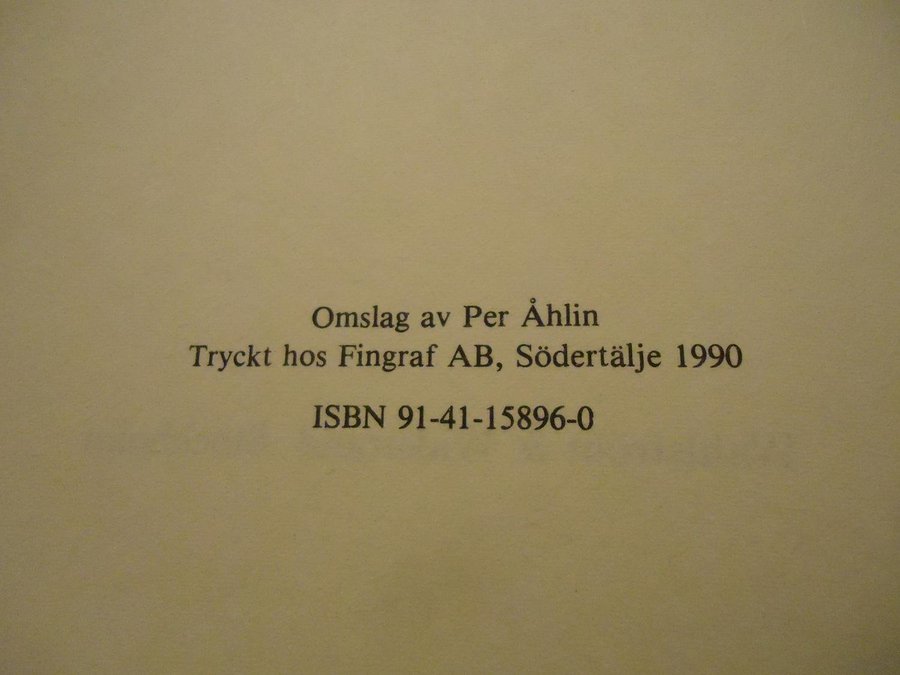 Omslag av Per Åhlin
Tryckt hos Fingraf AB, Södertälje 1990
ISBN 91-41-15896-0